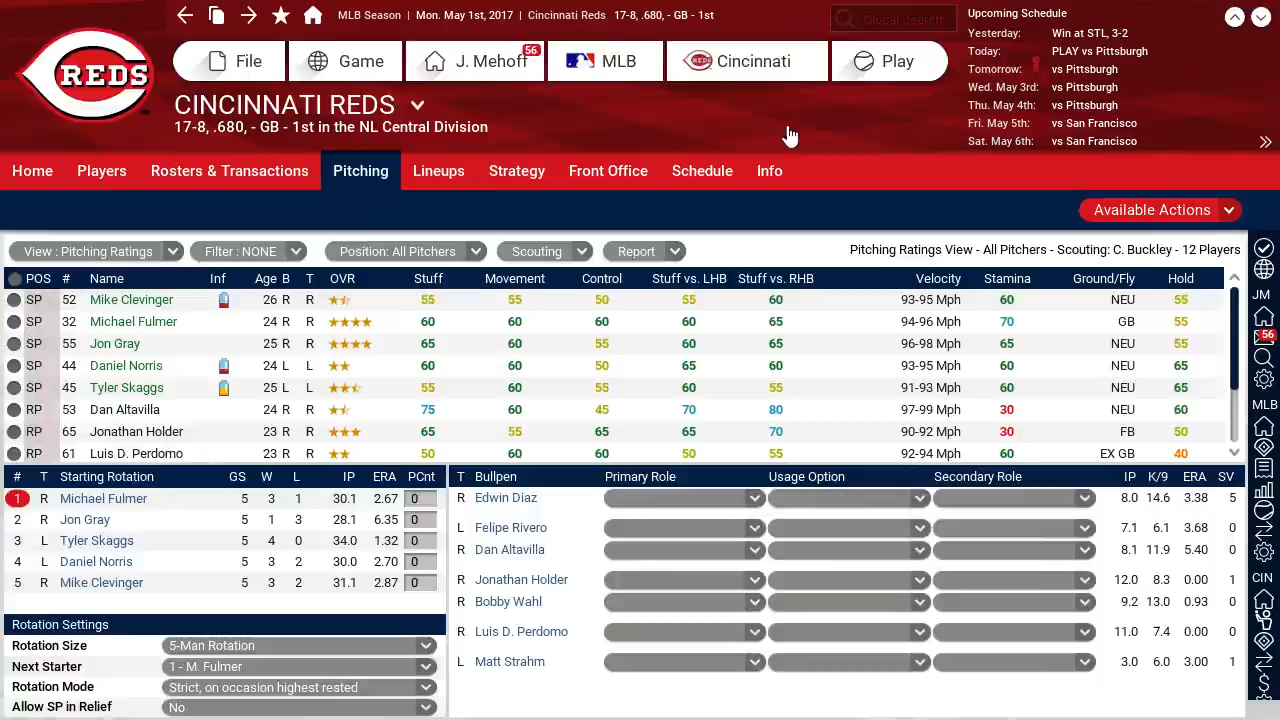 MLB Season | Mon. May 1st, 2017 | Cincinnati Reds 17-8, .680, - GB - 1st
Global Search
Upcoming Schedule
Yesterday: Win at STL, 3-2
Today: PLAY vs Pittsburgh
Tomorrow: vs Pittsburgh
Wed. May 3rd: vs Pittsburgh
Thu. May 4th: vs Pittsburgh
Fri. May 5th: vs San Francisco
Sat. May 6th: vs San Francisco
REDS
File Game J. Mehoff 56 MLB REDS Cincinnati Play
CINCINNATI REDS
17-8, .680, - GB - 1st in the NL Central Division
Home Players Rosters & Transactions Pitching Lineups Strategy Front Office Schedule Info
Available Actions
View : Pitching Ratings Filter : NONE Position: All Pitchers Scouting Report Pitching Ratings View - All Pitchers - Scouting: C. Buckley - 12 Players
POS # Name Inf Age B T OVR Stuff Movement Control Stuff vs. LHB Stuff vs. RHB Velocity Stamina Ground/Fly Hold
SP 52 Mike Clevinger 26 R R 55 55 50 55 60 93-95 Mph 60 NEU 55
SP 32 Michael Fulmer 24 R R 60 60 60 60 65 94-96 Mph 70 GB 55
SP 55 Jon Gray 25 R R 65 60 55 60 65 96-98 Mph 65 NEU 55
SP 44 Daniel Norris 24 L L 60 60 50 65 60 93-95 Mph 60 NEU 65
SP 45 Tyler Skaggs 25 L L 55 60 55 60 55 91-93 Mph 60 NEU 65
RP 53 Dan Altavilla 24 R R 75 60 45 70 80 97-99 Mph 30 NEU 60
RP 65 Jonathan Holder 23 R R 65 55 65 65 70 90-92 Mph 30 FB 50
RP 61 Luis D. Perdomo 23 R R 50 60 60 50 55 92-94 Mph 60 EX GB 40
# T Starting Rotation GS W L IP ERA PCnt
1 R Michael Fulmer 5 3 1 30.1 2.67 0
2 R Jon Gray 5 1 3 28.1 6.35 0
3 L Tyler Skaggs 5 4 0 34.0 1.32 0
4 L Daniel Norris 5 3 2 30.0 2.70 0
5 R Mike Clevinger 5 3 2 31.1 2.87 0
Rotation Settings
Rotation Size 5-Man Rotation
Next Starter 1 - M. Fulmer
Rotation Mode Strict, on occasion highest rested
Allow SP in Relief No
T Bullpen Primary Role Usage Option Secondary Role IP K/9 ERA SV
R Edwin Diaz 8.0 14.6 3.38 5
L Felipe Rivero 7.1 6.1 3.68 0
R Dan Altavilla 8.1 11.9 5.40 0
R Jonathan Holder 12.0 8.3 0.00 1
R Bobby Wahl 9.2 13.0 0.93 0
R Luis D. Perdomo 11.0 7.4 0.00 0
L Matt Strahm 3.0 6.0 3.00 1
JM
56
MLB
CIN